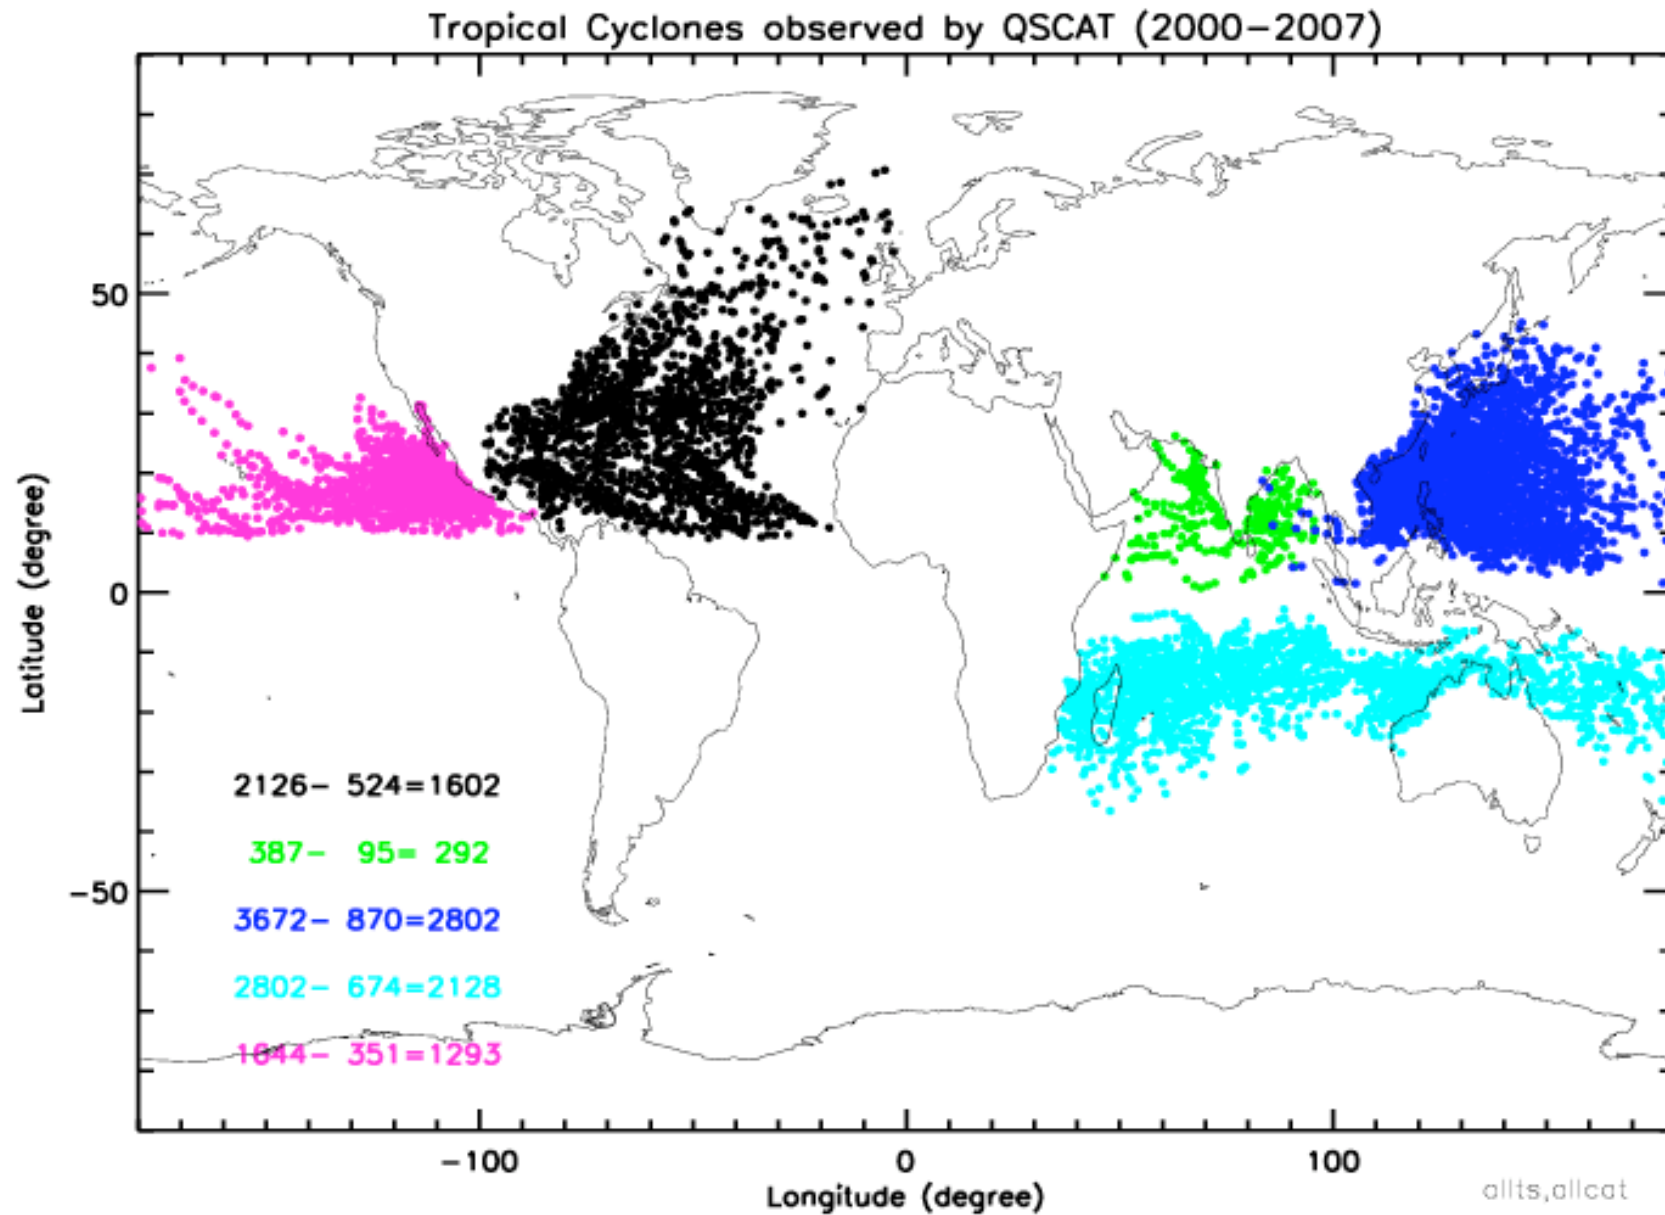 Tropical Cyclones observed by QSCAT (2000-2007)
Latitude (degree)
50
0
-50
2126- 524=1602
387- 95= 292
3672- 870=2802
2802- 674=2128
1644- 351=1293
-100 0 100
Longitude (degree)
allts,allcat